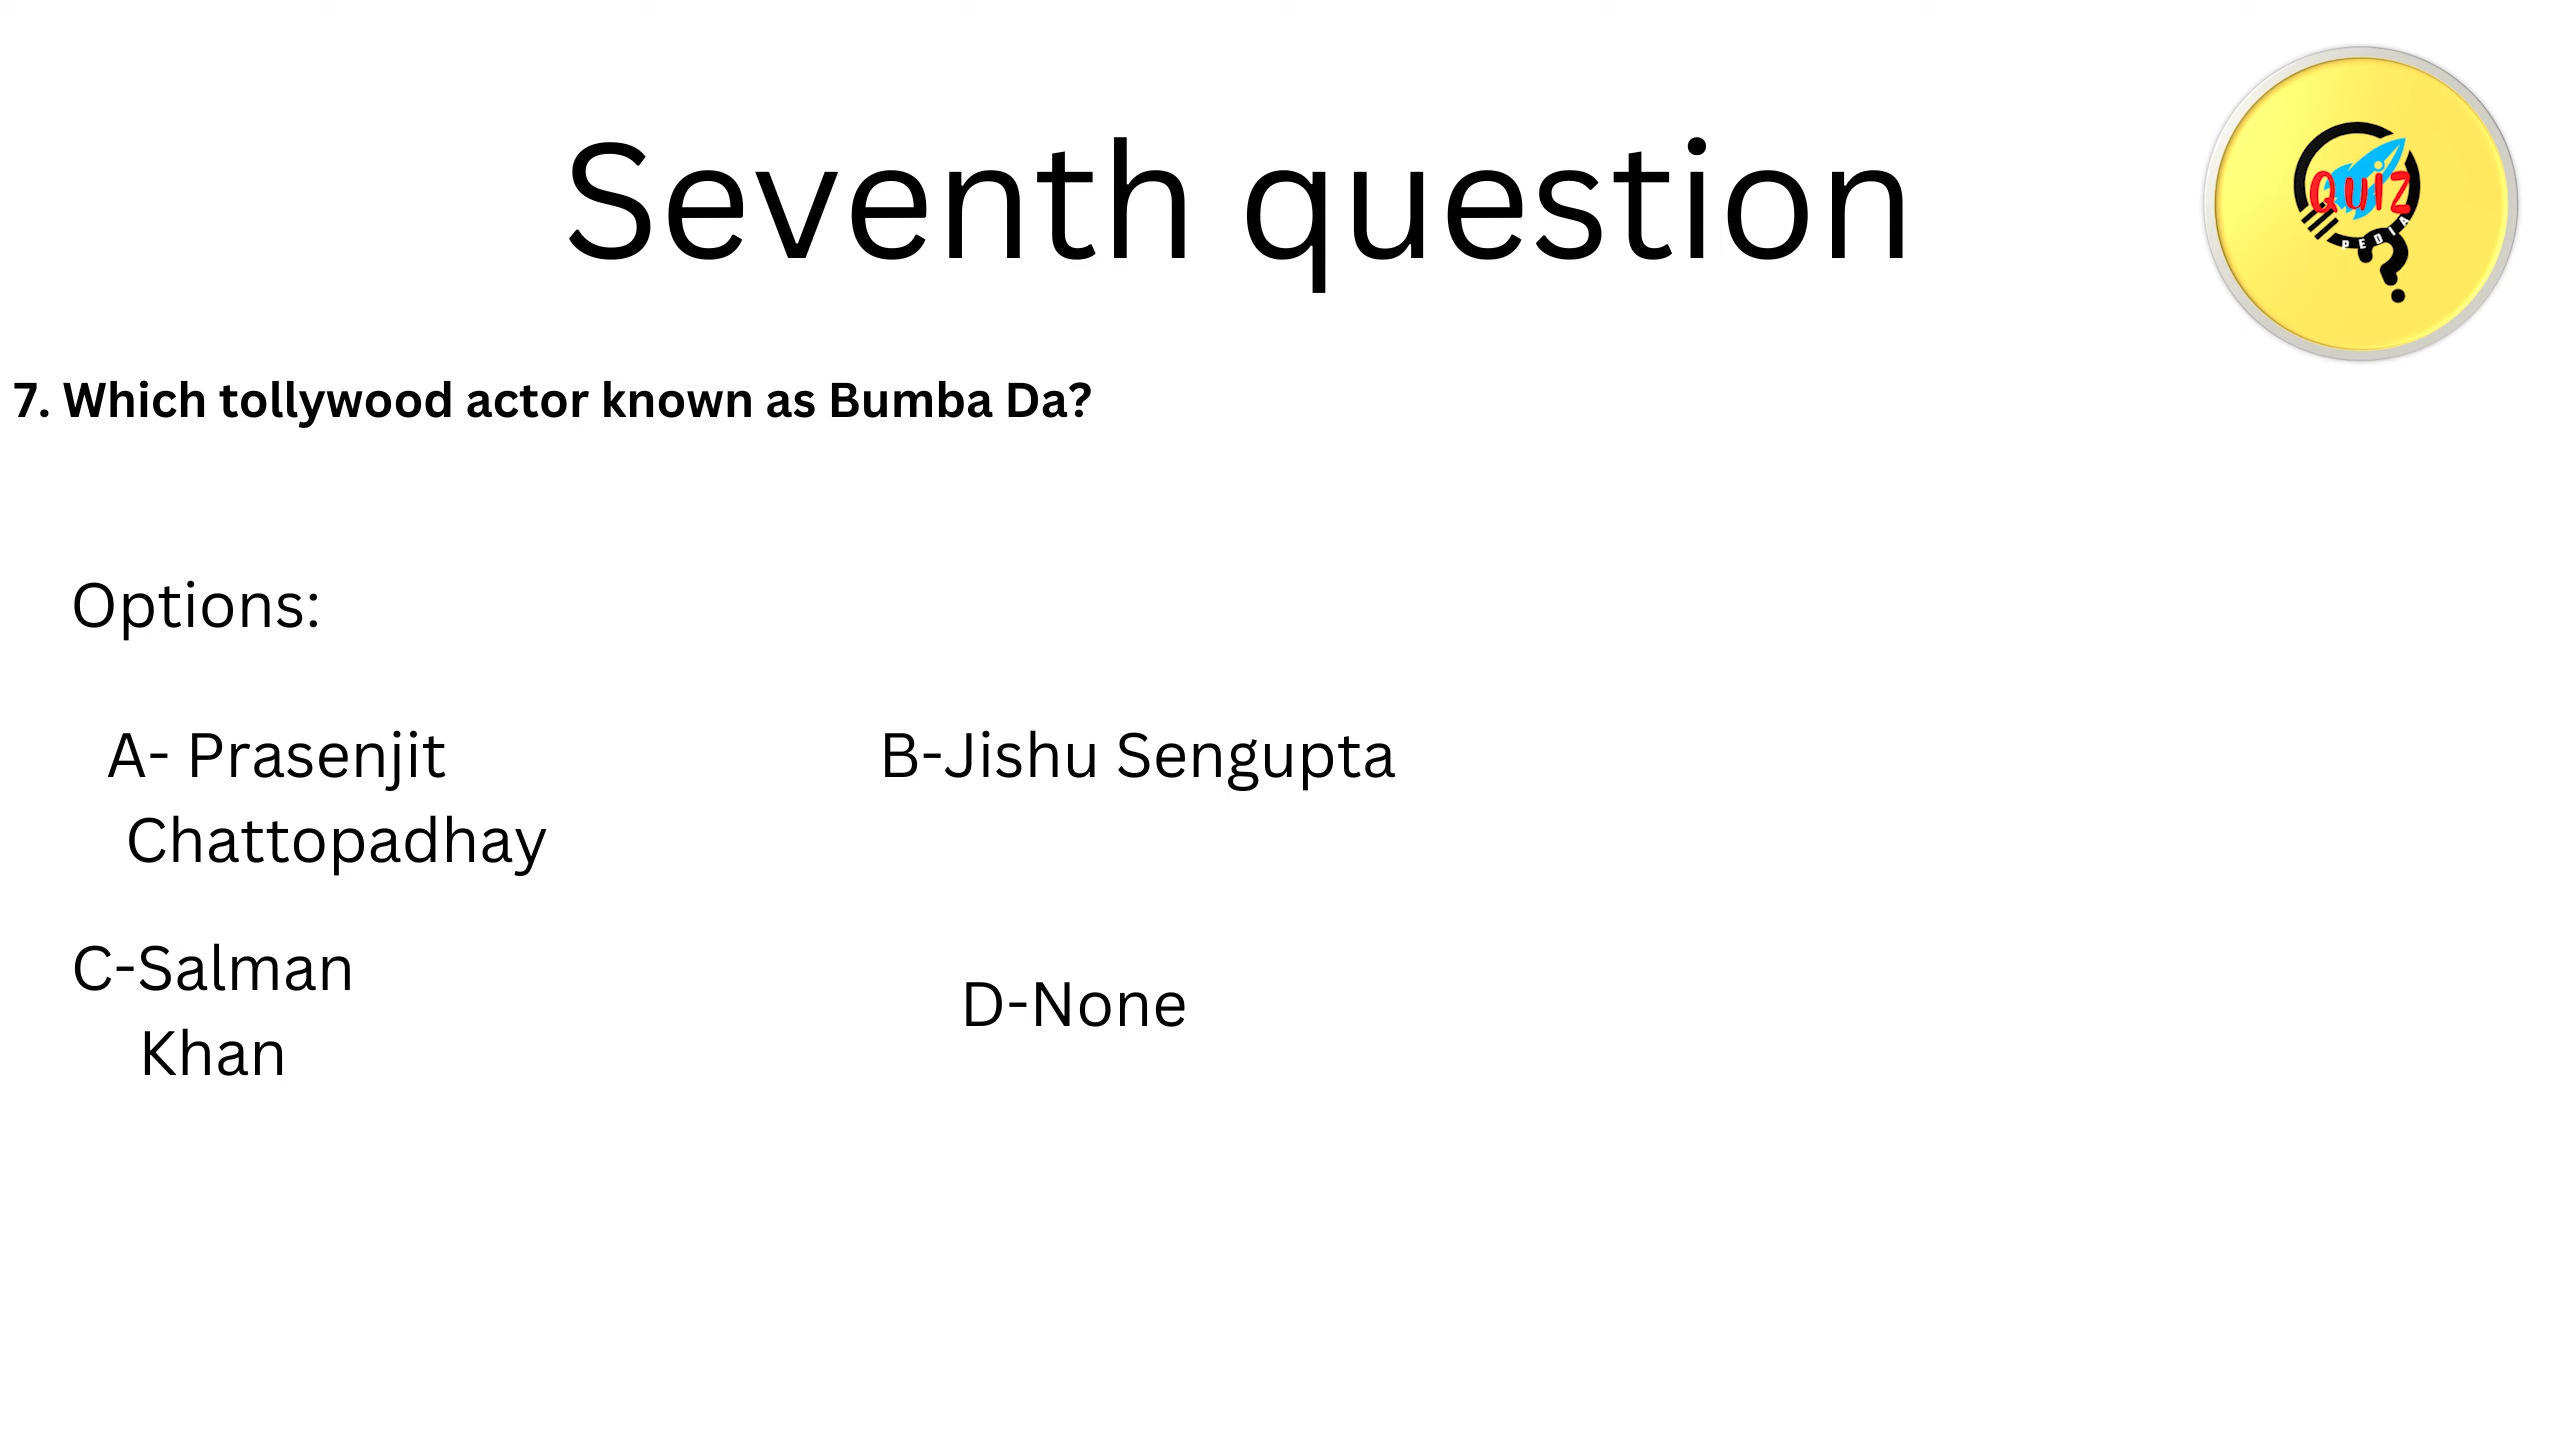 Seventh question
QUIZ
PEDIA
7. Which tollywood actor known as Bumba Da?
Options:
A- Prasenjit
Chattopadhay
B-Jishu Sengupta
C-Salman
Khan
D-None